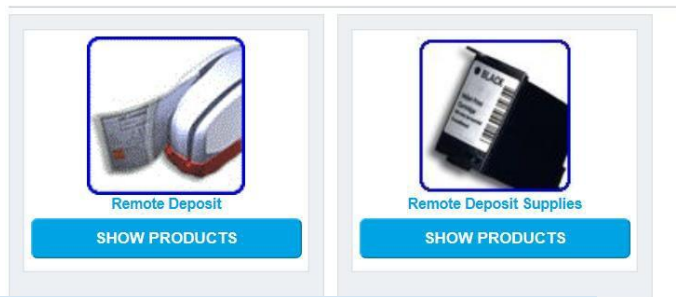 BLACK
Remote Deposit
Remote Deposit Supplies
SHOW PRODUCTS
SHOW PRODUCTS